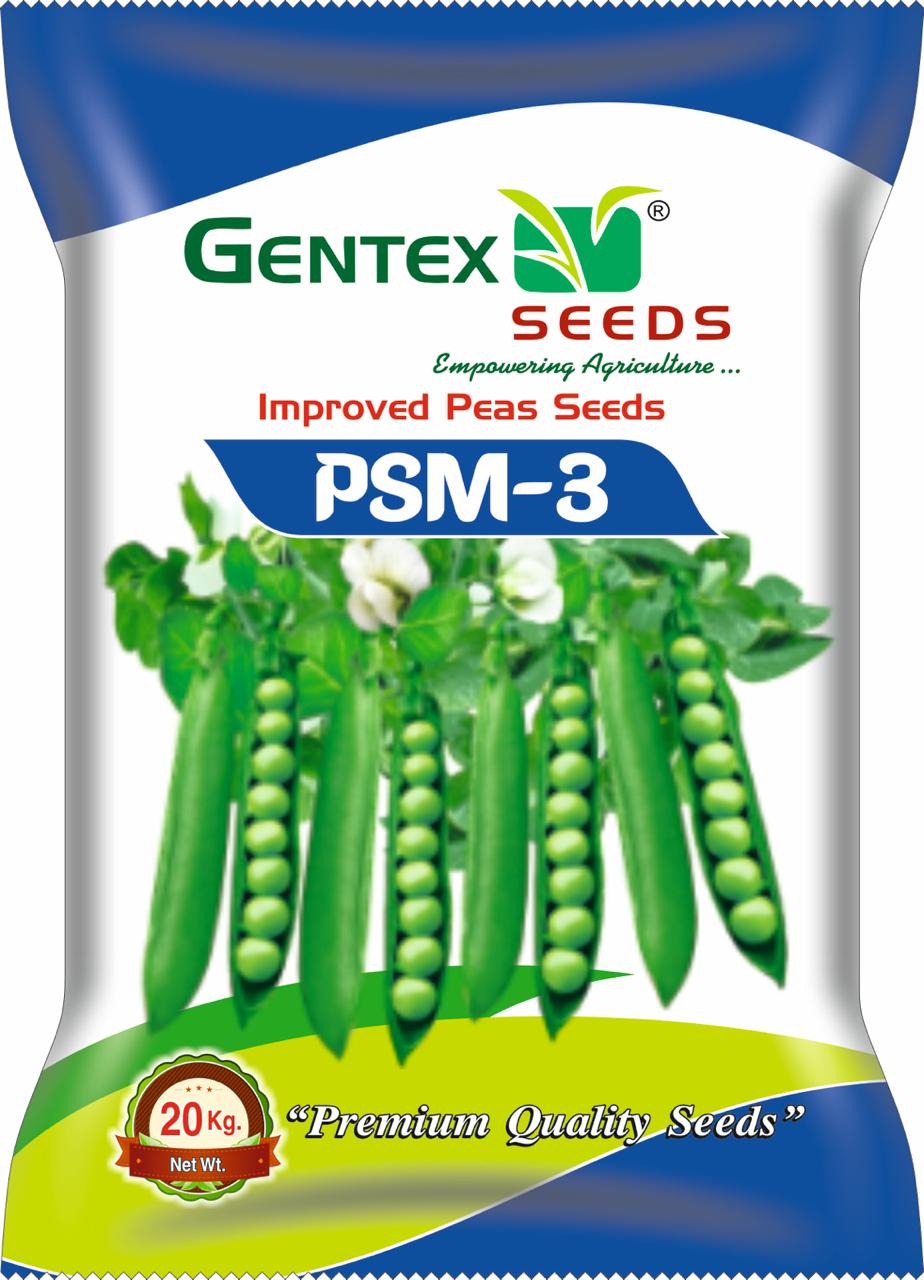 GENTEX ®
SEEDS
Empowering Agriculture ...
Improved Peas Seeds
PSM-3
20 Kg.
Net Wt.
“Premium Quality Seeds”